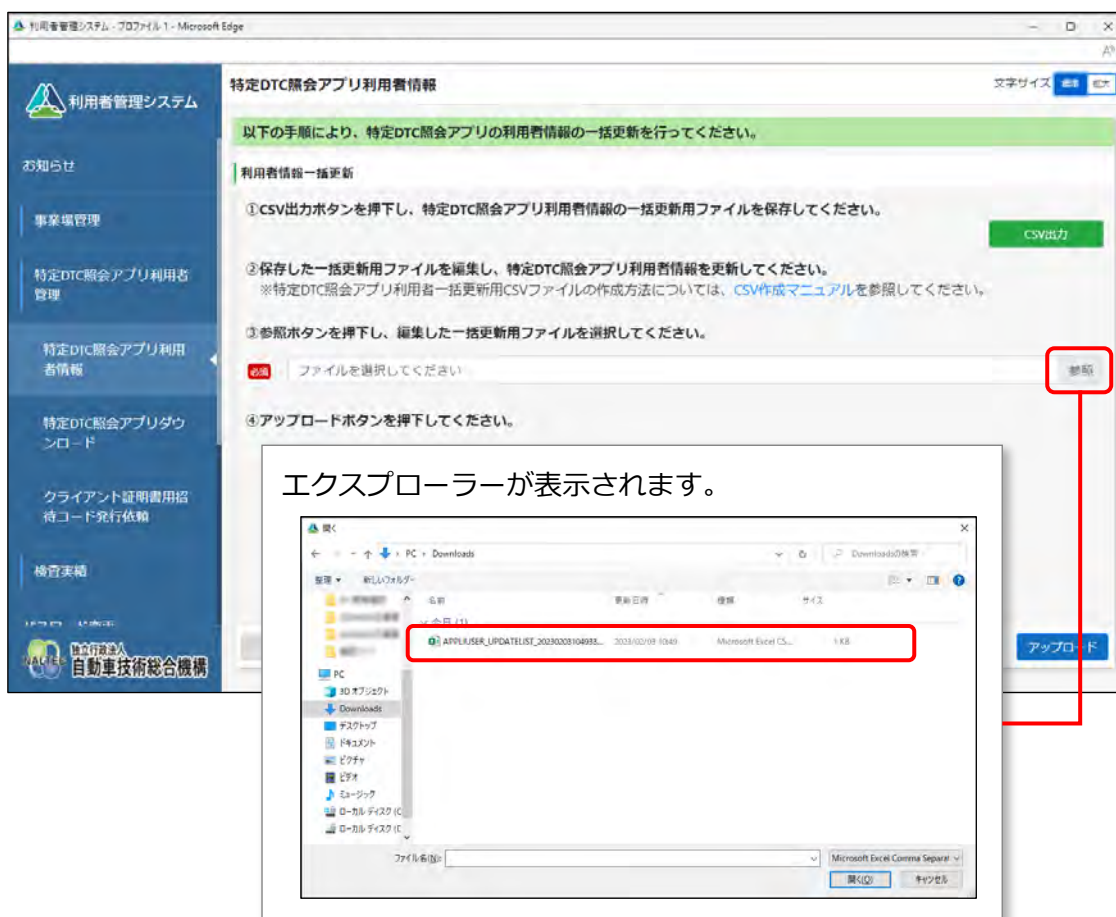 利用者管理システム - プロファイル 1 - Microsoft Edge
利用者管理システム
特定DTC照会アプリ利用者情報
文字サイズ 標準 拡大
以下の手順により、特定DTC照会アプリの利用者情報の一括更新を行ってください。
お知らせ
事業場管理
特定DTC照会アプリ利用者
管理
特定DTC照会アプリ利用
者情報
特定DTC照会アプリダウ
ンロード
クライアント証明書用招
待コード発行依頼
検査実績
独立行政法人
自動車技術総合機構
利用者情報一括更新
①CSV出力ボタンを押下し、特定DTC照会アプリ利用者情報の一括更新用ファイルを保存してください。
CSV出力
②保存した一括更新用ファイルを編集し、特定DTC照会アプリ利用者情報を更新してください。
※特定DTC照会アプリ利用者一括更新用CSVファイルの作成方法については、CSV作成マニュアルを参照してください。
③参照ボタンを押下し、編集した一括更新用ファイルを選択してください。
必須 ファイルを選択してください
参照
④アップロードボタンを押下してください。
アップロード
エクスプローラーが表示されます。
開く
PC › Downloads
Downloadsの検索
整理 新しいフォルダー
名前 更新日時 種類 サイズ
今日 (1)
APPLIUSER_UPDATELIST_20230203104933... 2023/02/03 10:49 Microsoft Excel CS... 1 KB
PC
3D オブジェクト
Downloads
デスクトップ
ドキュメント
ピクチャ
ビデオ
ミュージック
ローカル ディスク (C
ローカル ディスク (C
ファイル名(N):
Microsoft Excel Comma Separat
開く(O) キャンセル